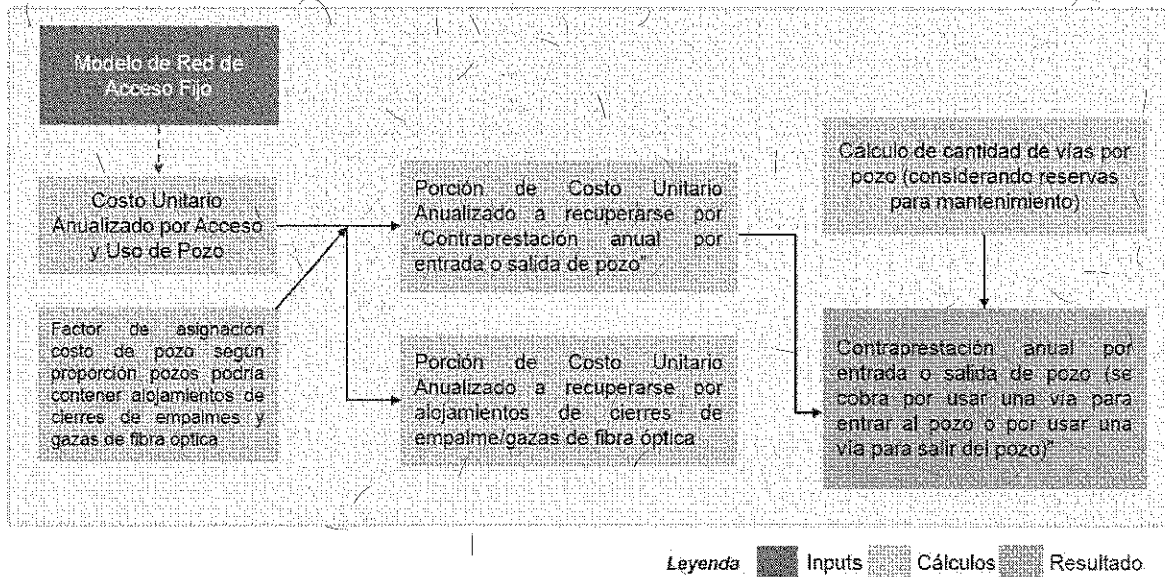 Modelo de Red de
Acceso Fijo
Costo Unitario
Anualizado por Acceso
y Uso de Pozo
Factor de asignación
costo de pozo según
proporción pozos podría
contener alojamientos de
cierres de empalmes y
gazas de fibra óptica
Porción de Costo Unitario
Anualizado a recuperarse por
"Contraprestación anual por
entrada o salida de pozo"
Porción de Costo Unitario
Anualizado a recuperarse por
alojamientos de cierres de
empalme/gazas de fibra óptica
Cálculo de cantidad de vías por
pozo (considerando reservas
para mantenimiento)
Contraprestación anual por
entrada o salida de pozo (se
cobra por usar una vía para
entrar al pozo o por usar una
vía para salir del pozo)"
Leyenda Inputs Cálculos Resultado